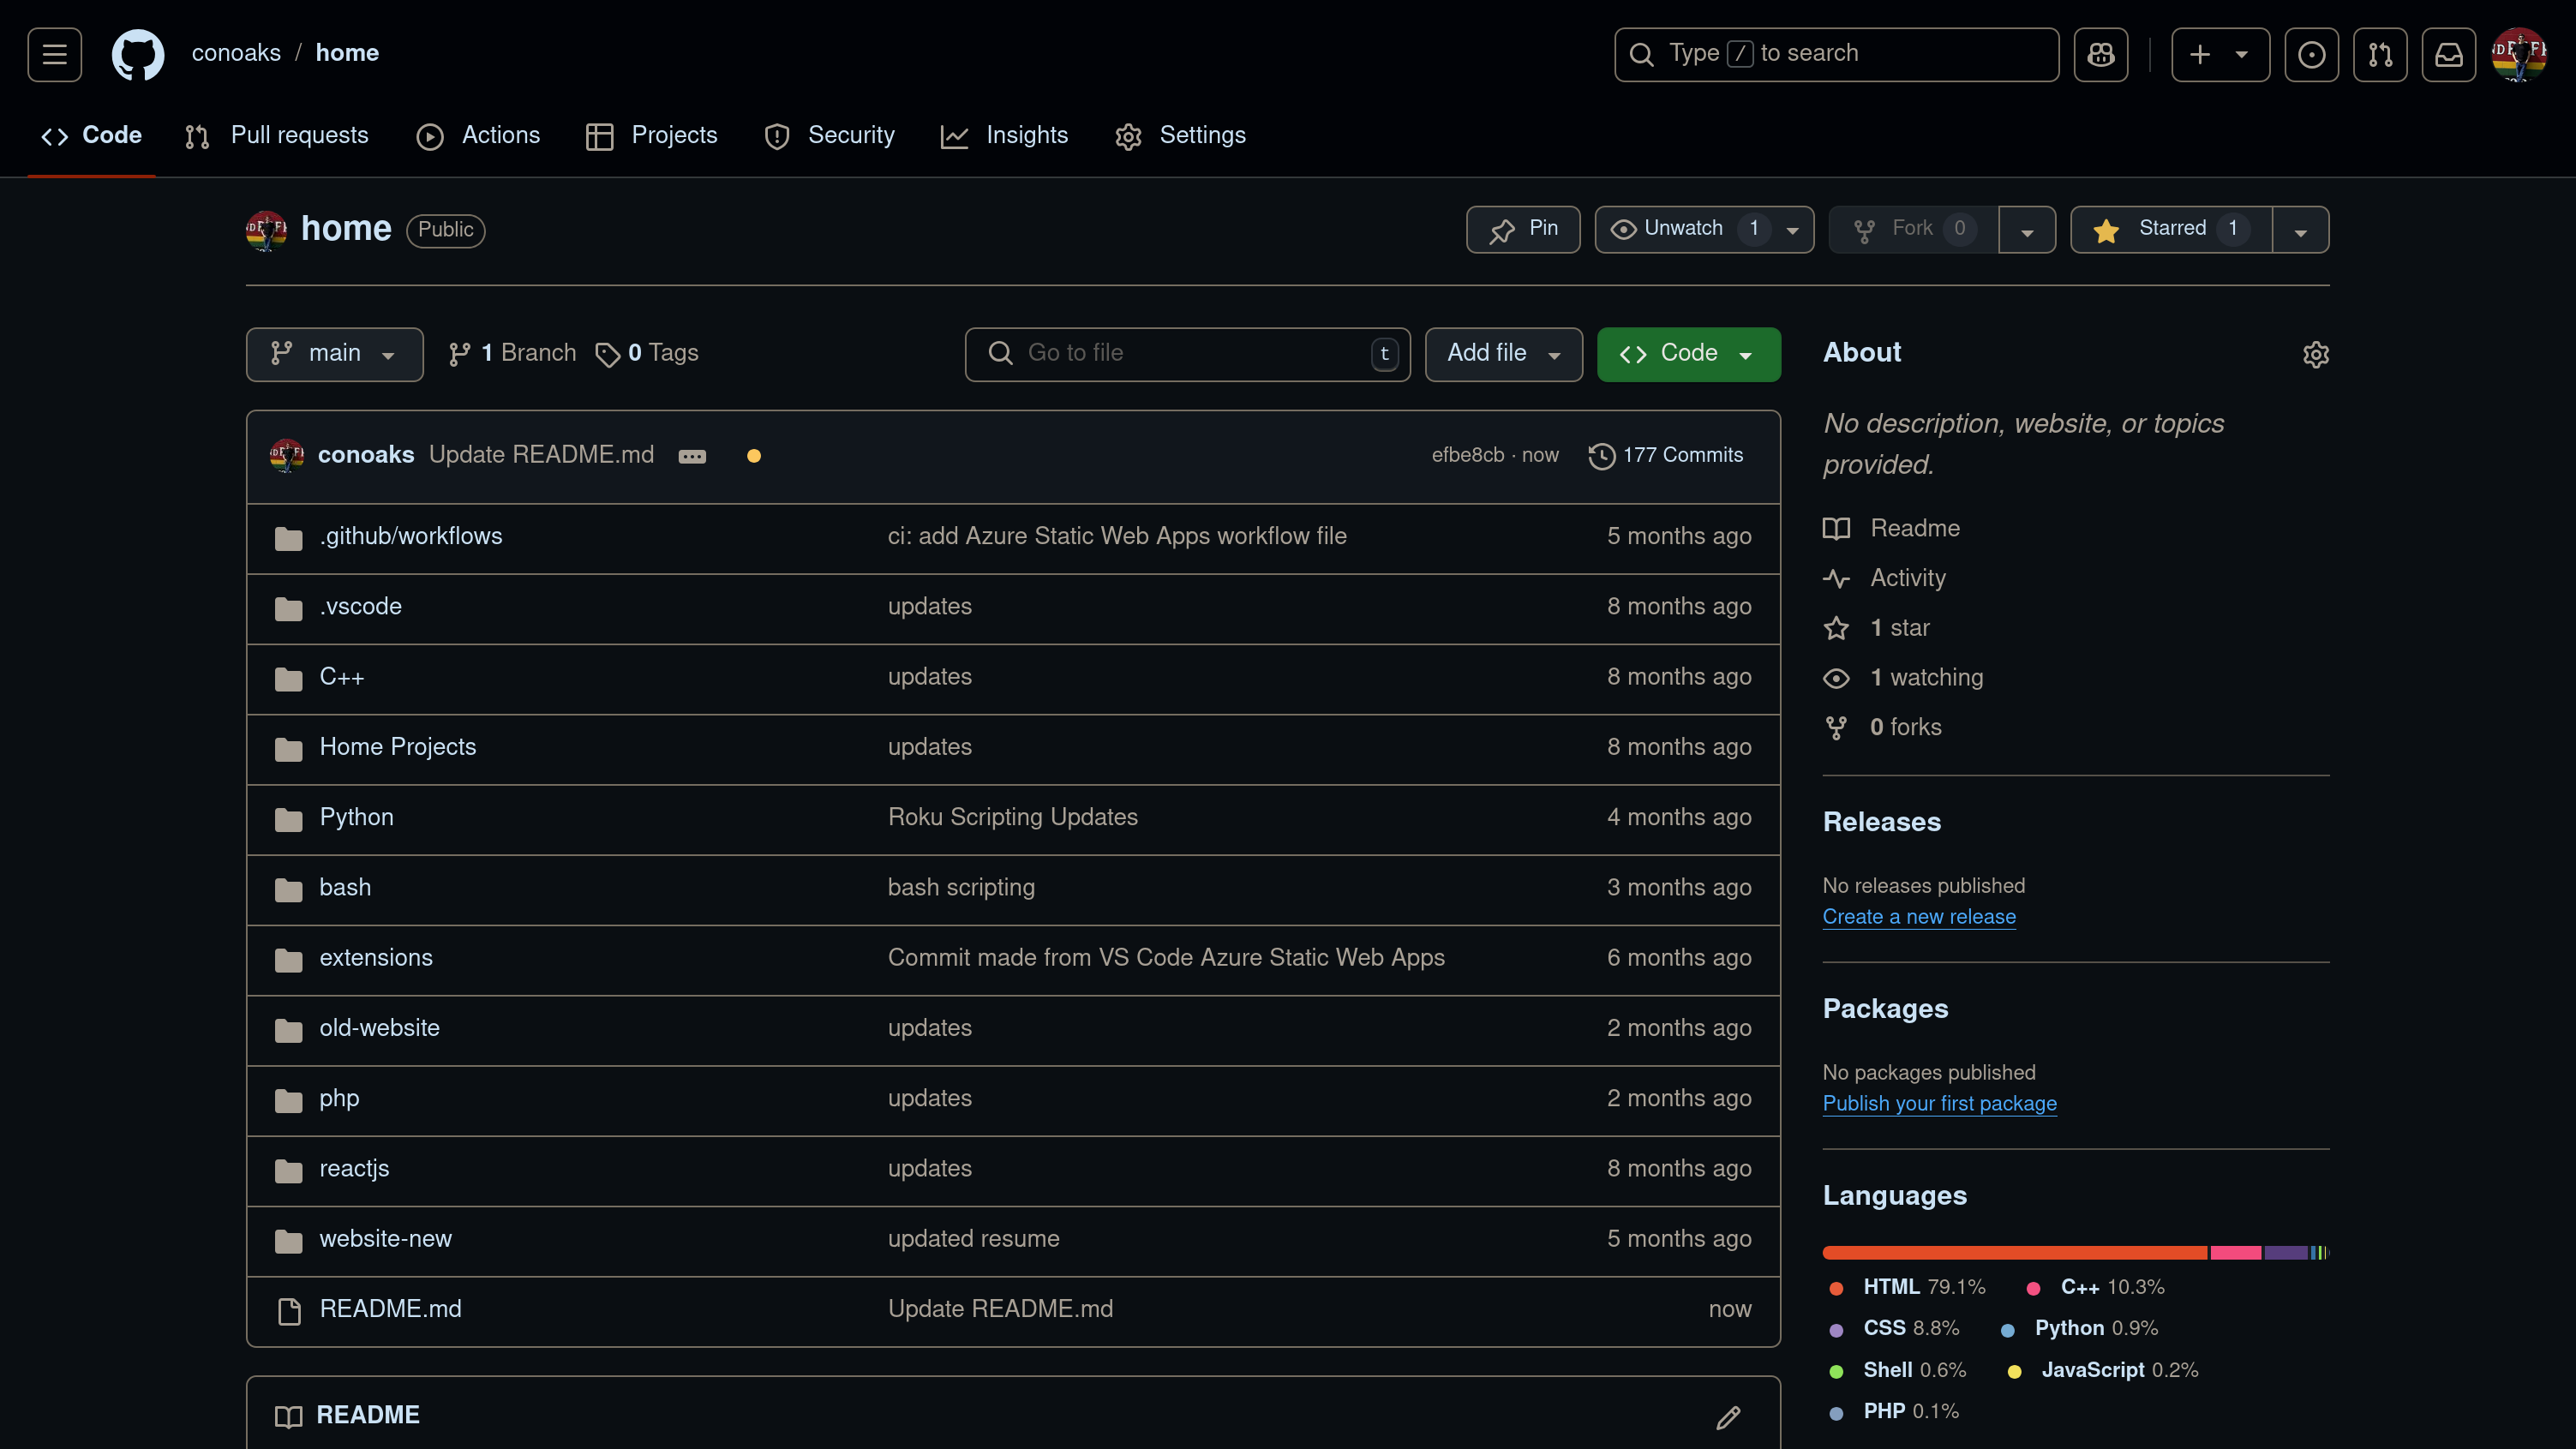 conoaks / home
Type / to search
Code Pull requests Actions Projects Security Insights Settings
home Public
Pin Unwatch 1 Fork 0 Starred 1
main 1 Branch 0 Tags Go to file t Add file Code
conoaks Update README.md efbe8cb · now 177 Commits
.github/workflows ci: add Azure Static Web Apps workflow file 5 months ago
.vscode updates 8 months ago
C++ updates 8 months ago
Home Projects updates 8 months ago
Python Roku Scripting Updates 4 months ago
bash bash scripting 3 months ago
extensions Commit made from VS Code Azure Static Web Apps 6 months ago
old-website updates 2 months ago
php updates 2 months ago
reactjs updates 8 months ago
website-new updated resume 5 months ago
README.md Update README.md now
README
About
No description, website, or topics
provided.
Readme
Activity
1 star
1 watching
0 forks
Releases
No releases published
Create a new release
Packages
No packages published
Publish your first package
Languages
HTML 79.1% C++ 10.3%
CSS 8.8% Python 0.9%
Shell 0.6% JavaScript 0.2%
PHP 0.1%